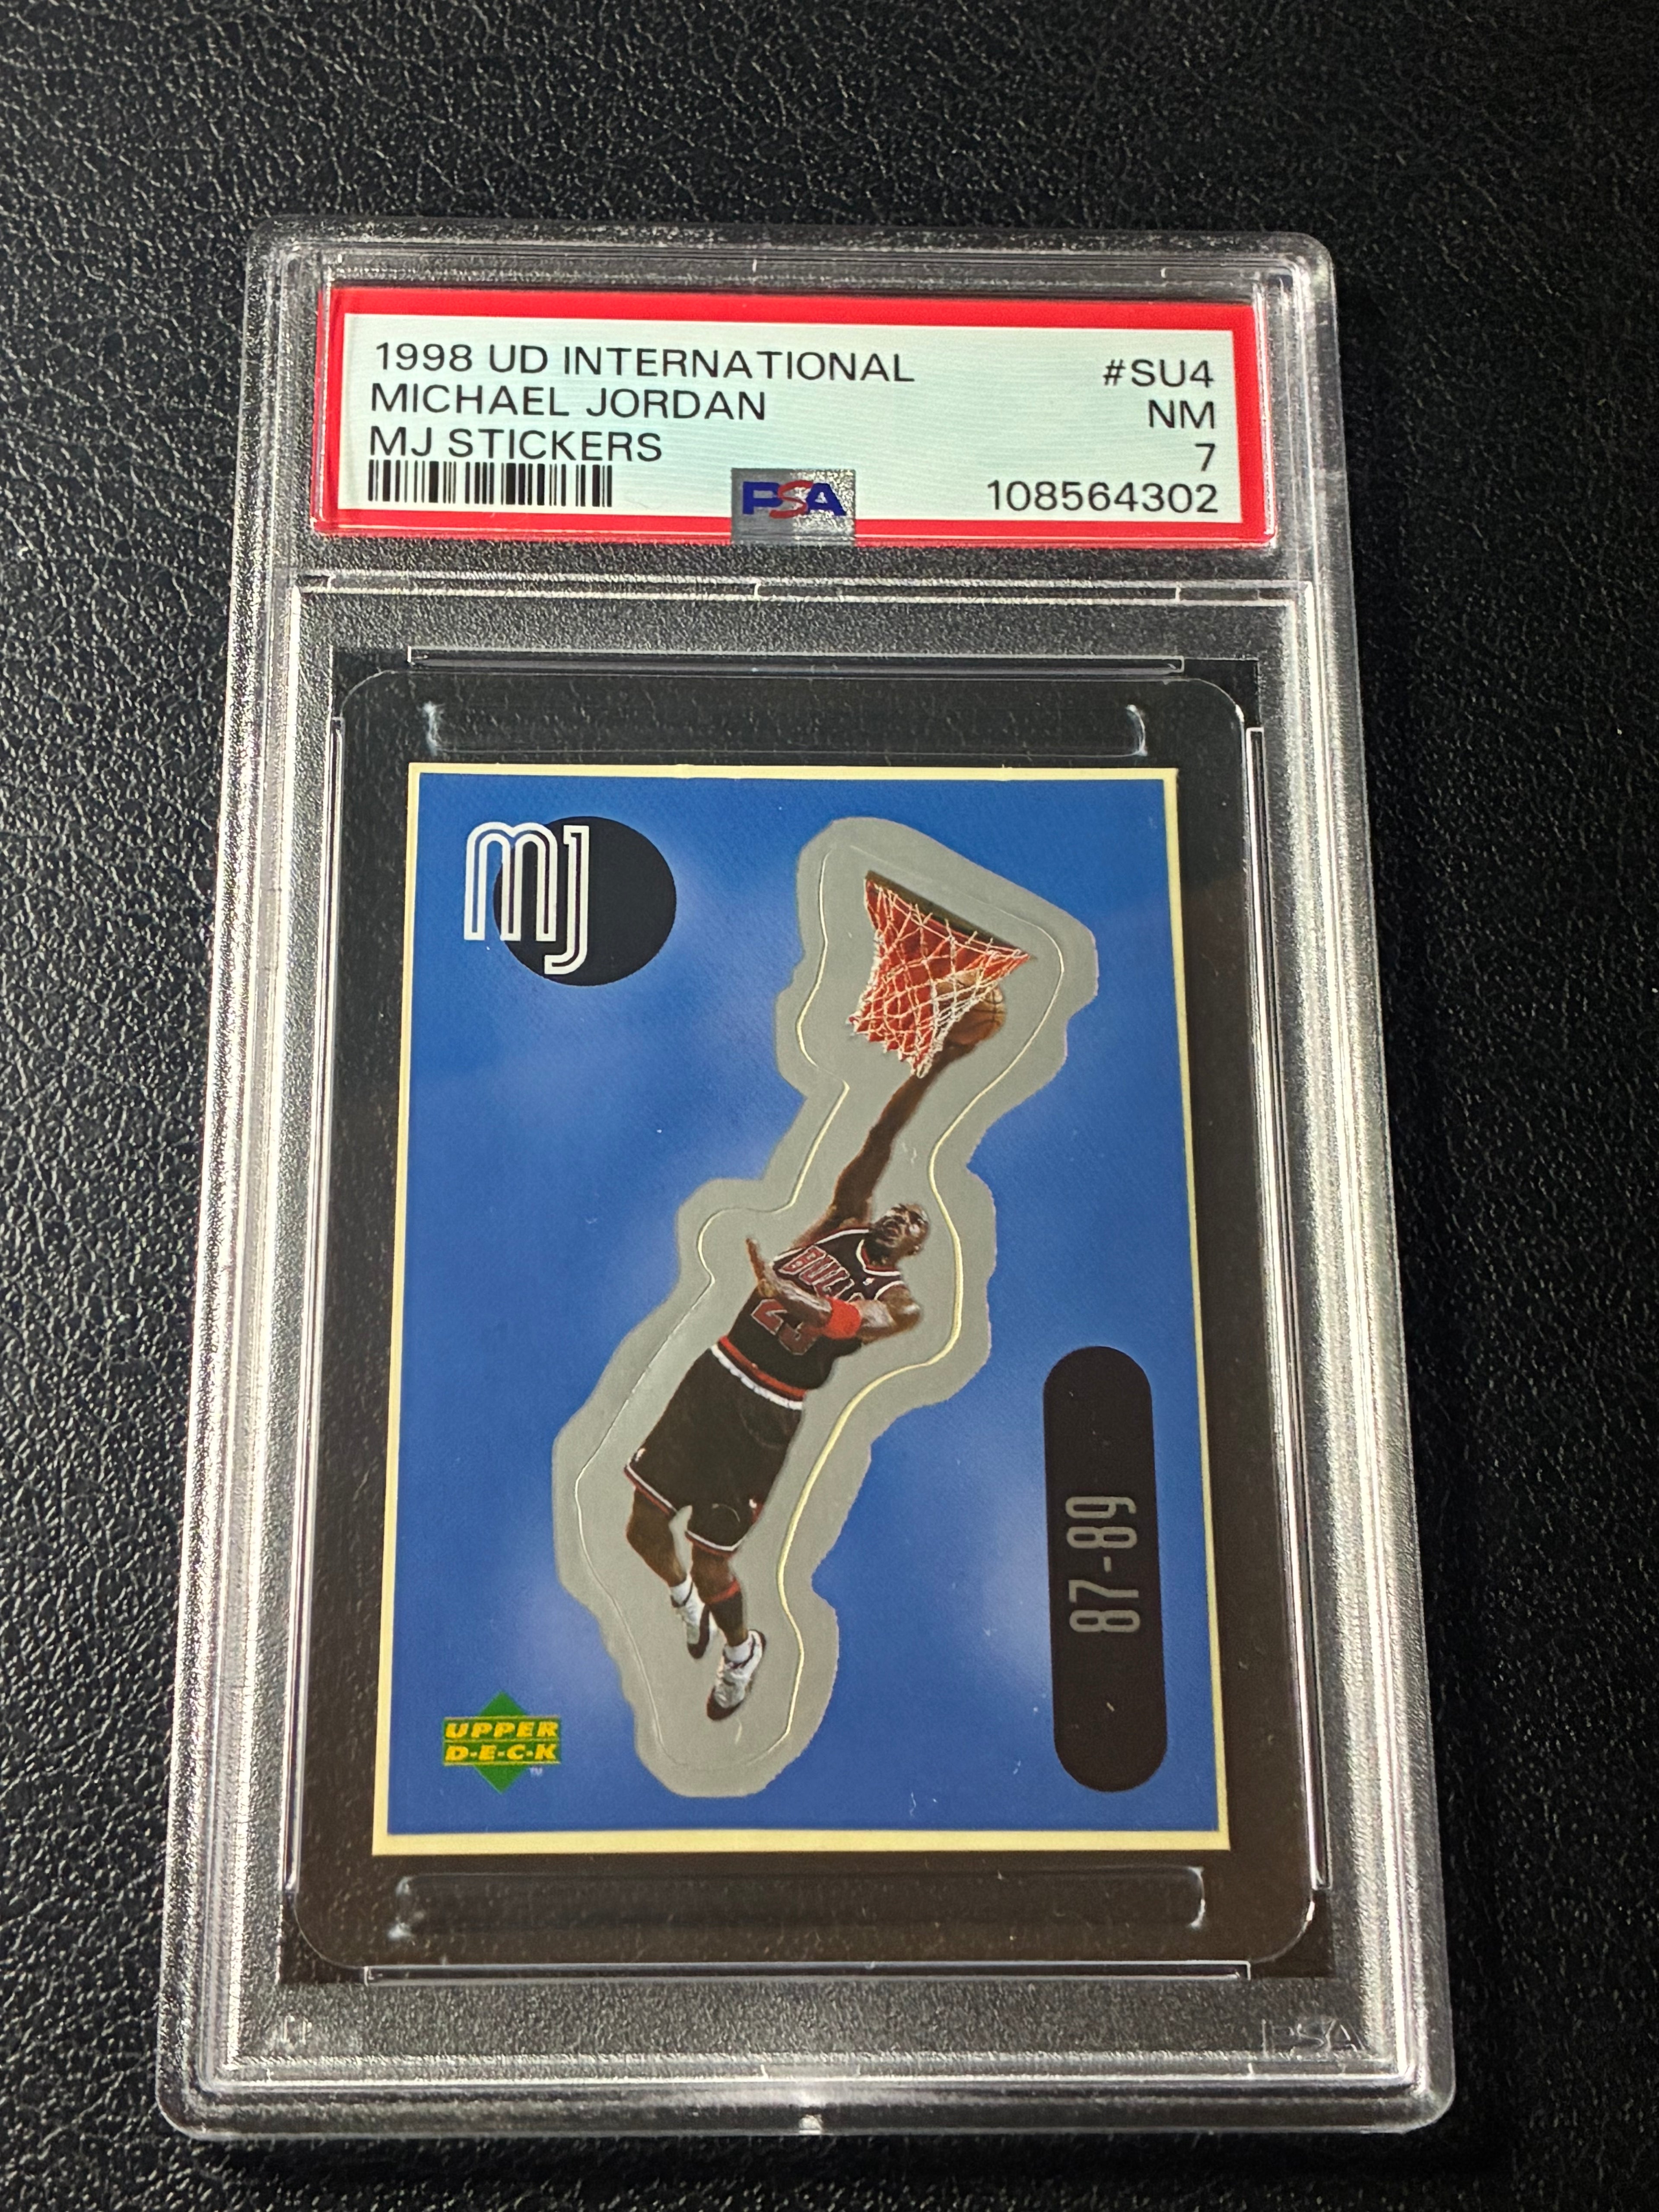 1998 UD INTERNATIONAL #SU4
MICHAEL JORDAN NM
MJ STICKERS 7
PSA 108564302
MJ
BULLS
23
87-89
UPPER
D·E·C·K
TM
PSA